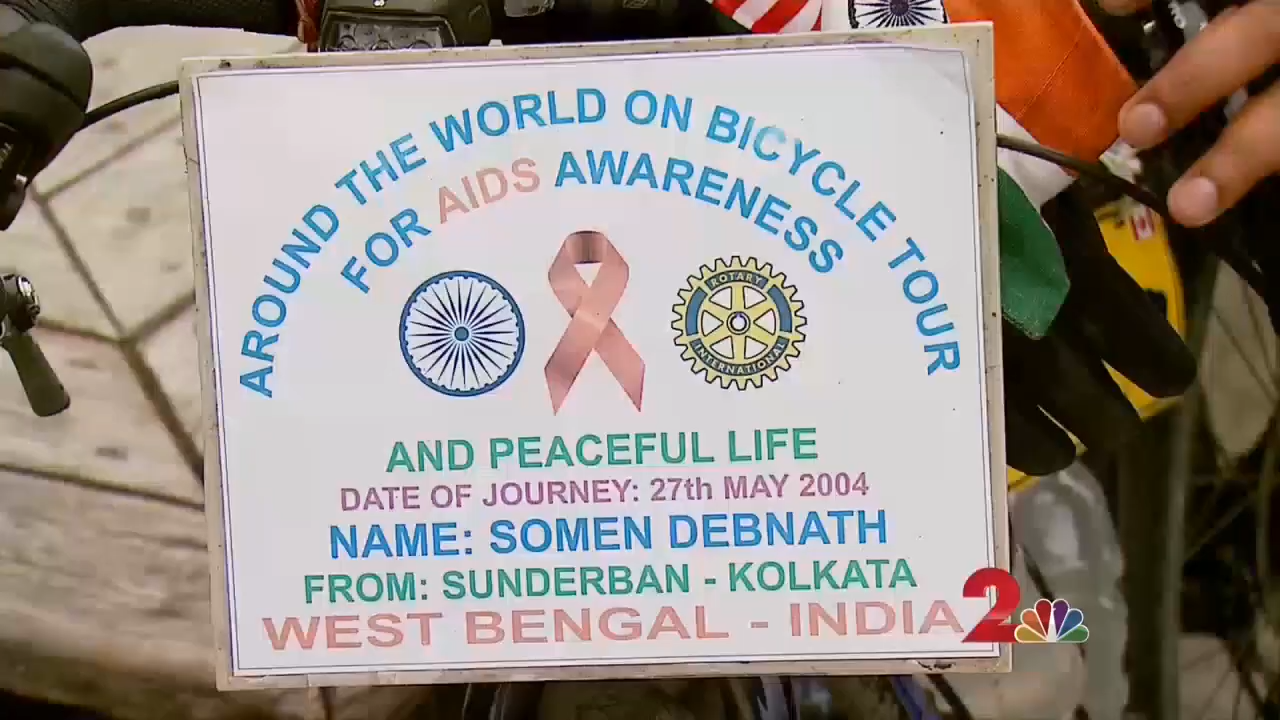 AROUND THE WORLD ON BICYCLE TOUR
FOR AIDS AWARENESS
ROTARY
INTERNATIONAL
AND PEACEFUL LIFE
DATE OF JOURNEY: 27th MAY 2004
NAME: SOMEN DEBNATH
FROM: SUNDERBAN - KOLKATA
WEST BENGAL - INDIA
2